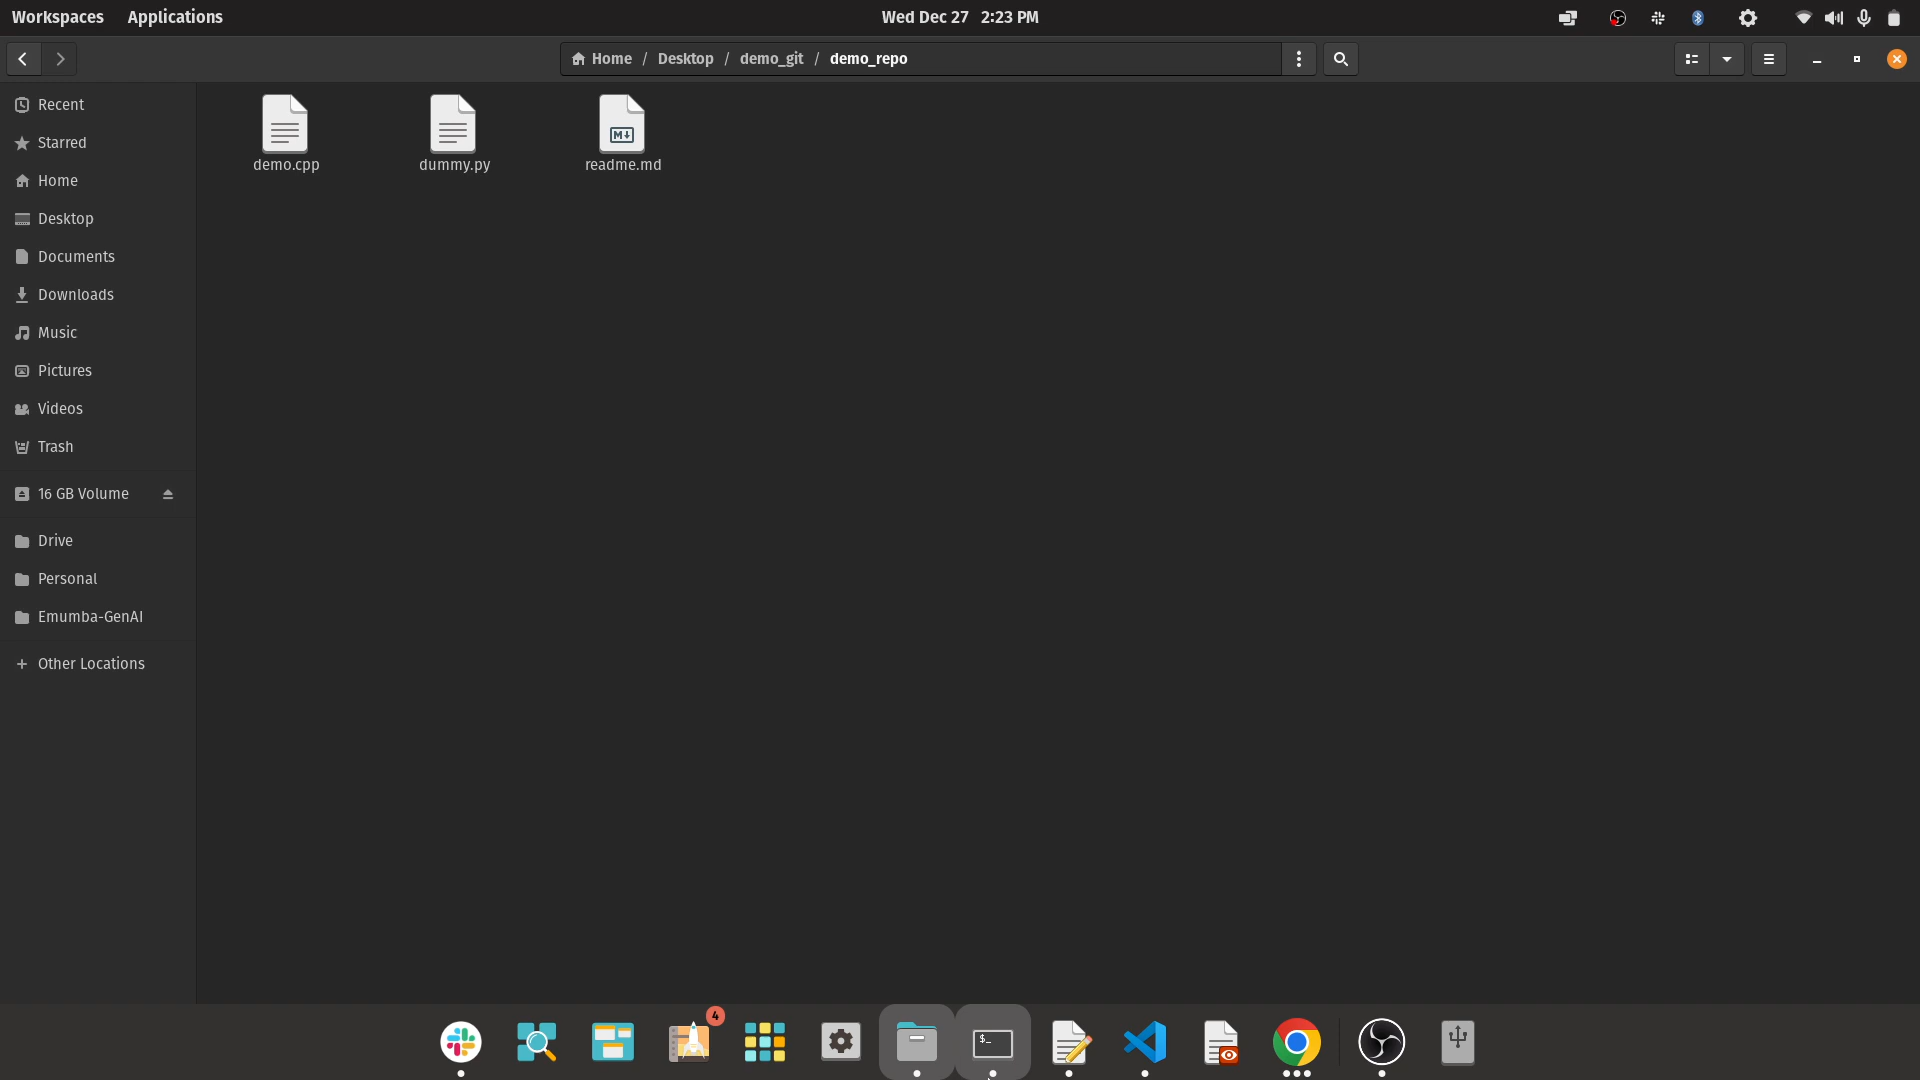 Workspaces Applications Wed Dec 27 2:23 PM
Home / Desktop / demo_git / demo_repo
Recent
Starred
Home
Desktop
Documents
Downloads
Music
Pictures
Videos
Trash
16 GB Volume
Drive
Personal
Emumba-GenAI
+ Other Locations
demo.cpp dummy.py readme.md
M
4
$_